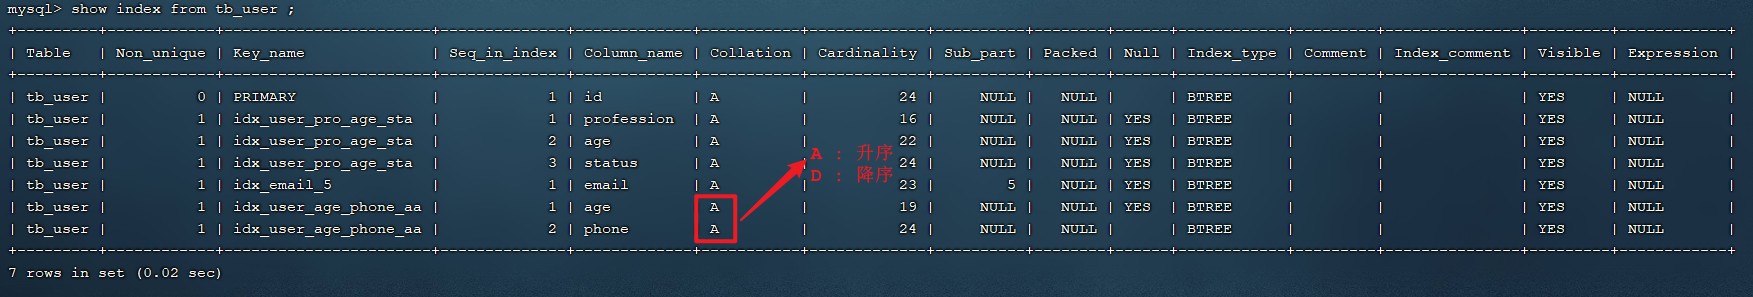 mysql> show index from tb_user ;
+---------+------------+-----------------------+--------------+-------------+-----------+-------------+----------+--------+------+------------+---------+---------------+---------+------------+
| Table | Non_unique | Key_name | Seq_in_index | Column_name | Collation | Cardinality | Sub_part | Packed | Null | Index_type | Comment | Index_comment | Visible | Expression |
+---------+------------+-----------------------+--------------+-------------+-----------+-------------+----------+--------+------+------------+---------+---------------+---------+------------+
| tb_user | 0 | PRIMARY | 1 | id | A | 24 | NULL | NULL | | BTREE | | | YES | NULL |
| tb_user | 1 | idx_user_pro_age_sta | 1 | profession | A | 16 | NULL | NULL | YES | BTREE | | | YES | NULL |
| tb_user | 1 | idx_user_pro_age_sta | 2 | age | A | 22 | NULL | NULL | YES | BTREE | | | YES | NULL |
| tb_user | 1 | idx_user_pro_age_sta | 3 | status | A | 24 | NULL | NULL | YES | BTREE | | | YES | NULL |
| tb_user | 1 | idx_email_5 | 1 | email | A | 23 | 5 | NULL | YES | BTREE | | | YES | NULL |
| tb_user | 1 | idx_user_age_phone_aa | 1 | age | A | 19 | NULL | NULL | YES | BTREE | | | YES | NULL |
| tb_user | 1 | idx_user_age_phone_aa | 2 | phone | A | 24 | NULL | NULL | | BTREE | | | YES | NULL |
+---------+------------+-----------------------+--------------+-------------+-----------+-------------+----------+--------+------+------------+---------+---------------+---------+------------+
7 rows in set (0.02 sec)
A : 升序
D : 降序